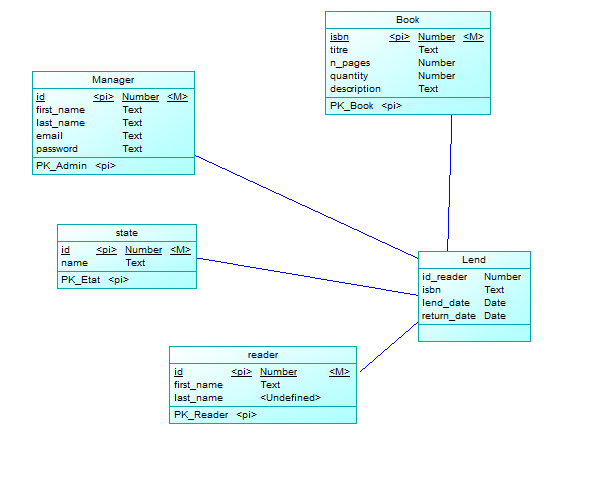 Book
isbn <pi> Number <M>
titre Text
n_pages Number
quantity Number
description Text
PK_Book <pi>
Manager
id <pi> Number <M>
first_name Text
last_name Text
email Text
password Text
PK_Admin <pi>
state
id <pi> Number <M>
name Text
PK_Etat <pi>
Lend
id_reader Number
isbn Text
lend_date Date
return_date Date
reader
id <pi> Number <M>
first_name Text
last_name <Undefined>
PK_Reader <pi>